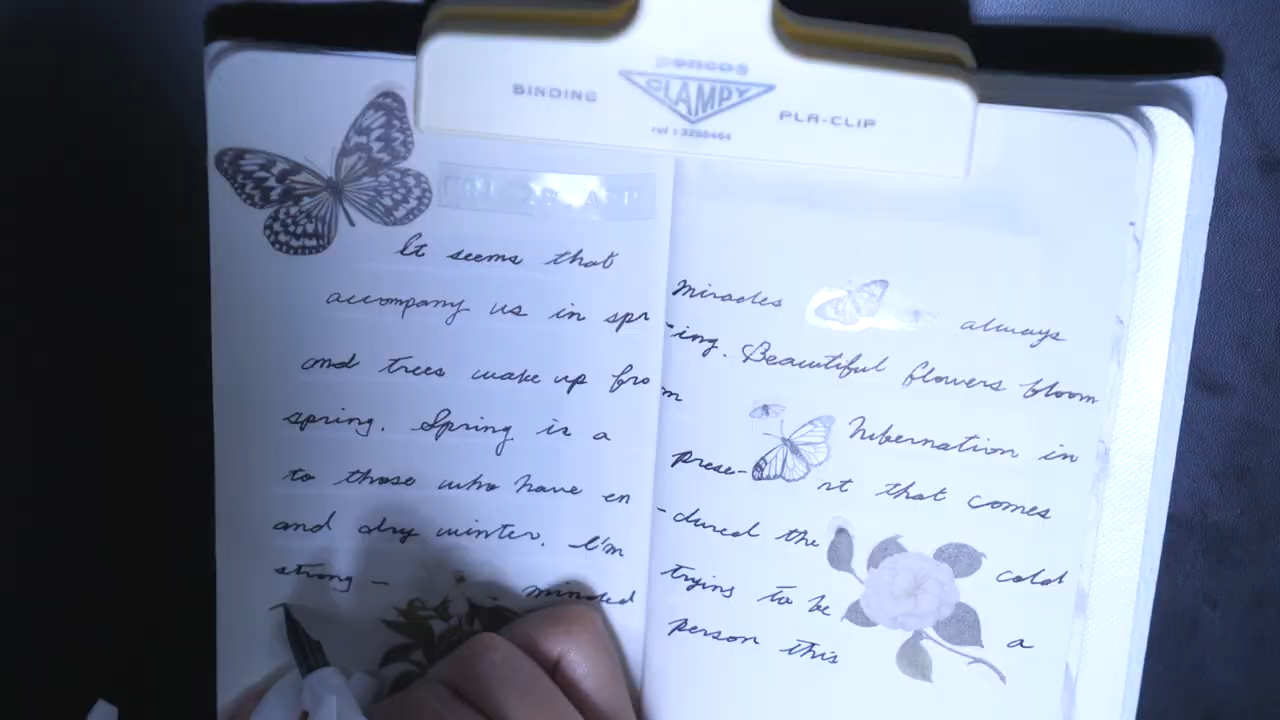 penco®
BINDING CLAMPY PLA-CLIP
It seems that miracles always
accompany us in spr-ing. Beautiful flowers bloom
and trees wake up from hibernation in
spring. Spring is a prese-nt that comes
to those who have en-dured the cold
and dry winter. I'm trying to be a
strong-minded person this